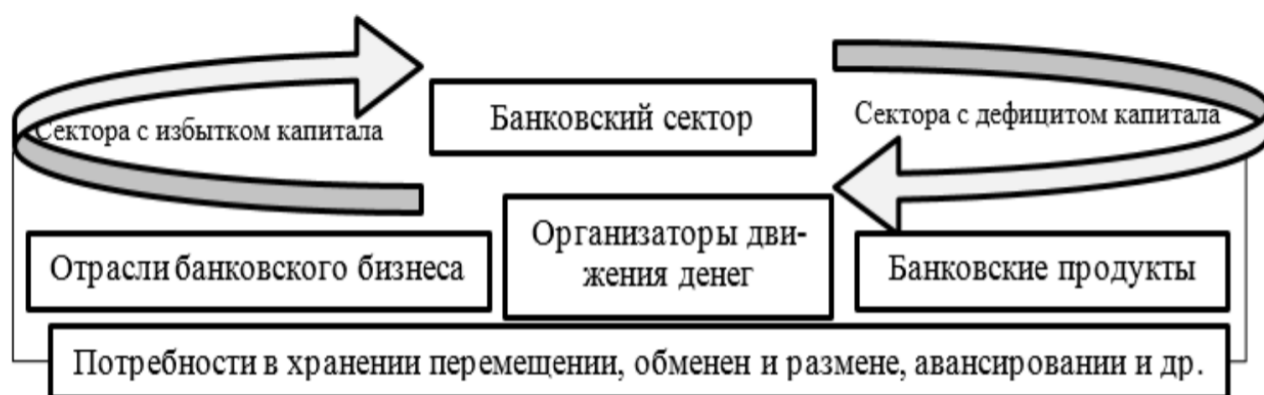 Банковский сектор
Сектора с избытком капитала
Сектора с дефицитом капитала
Отрасли банковского бизнеса
Организаторы дви-
жения денег
Банковские продукты
Потребности в хранении перемещении, обменен и размене, авансировании и др.